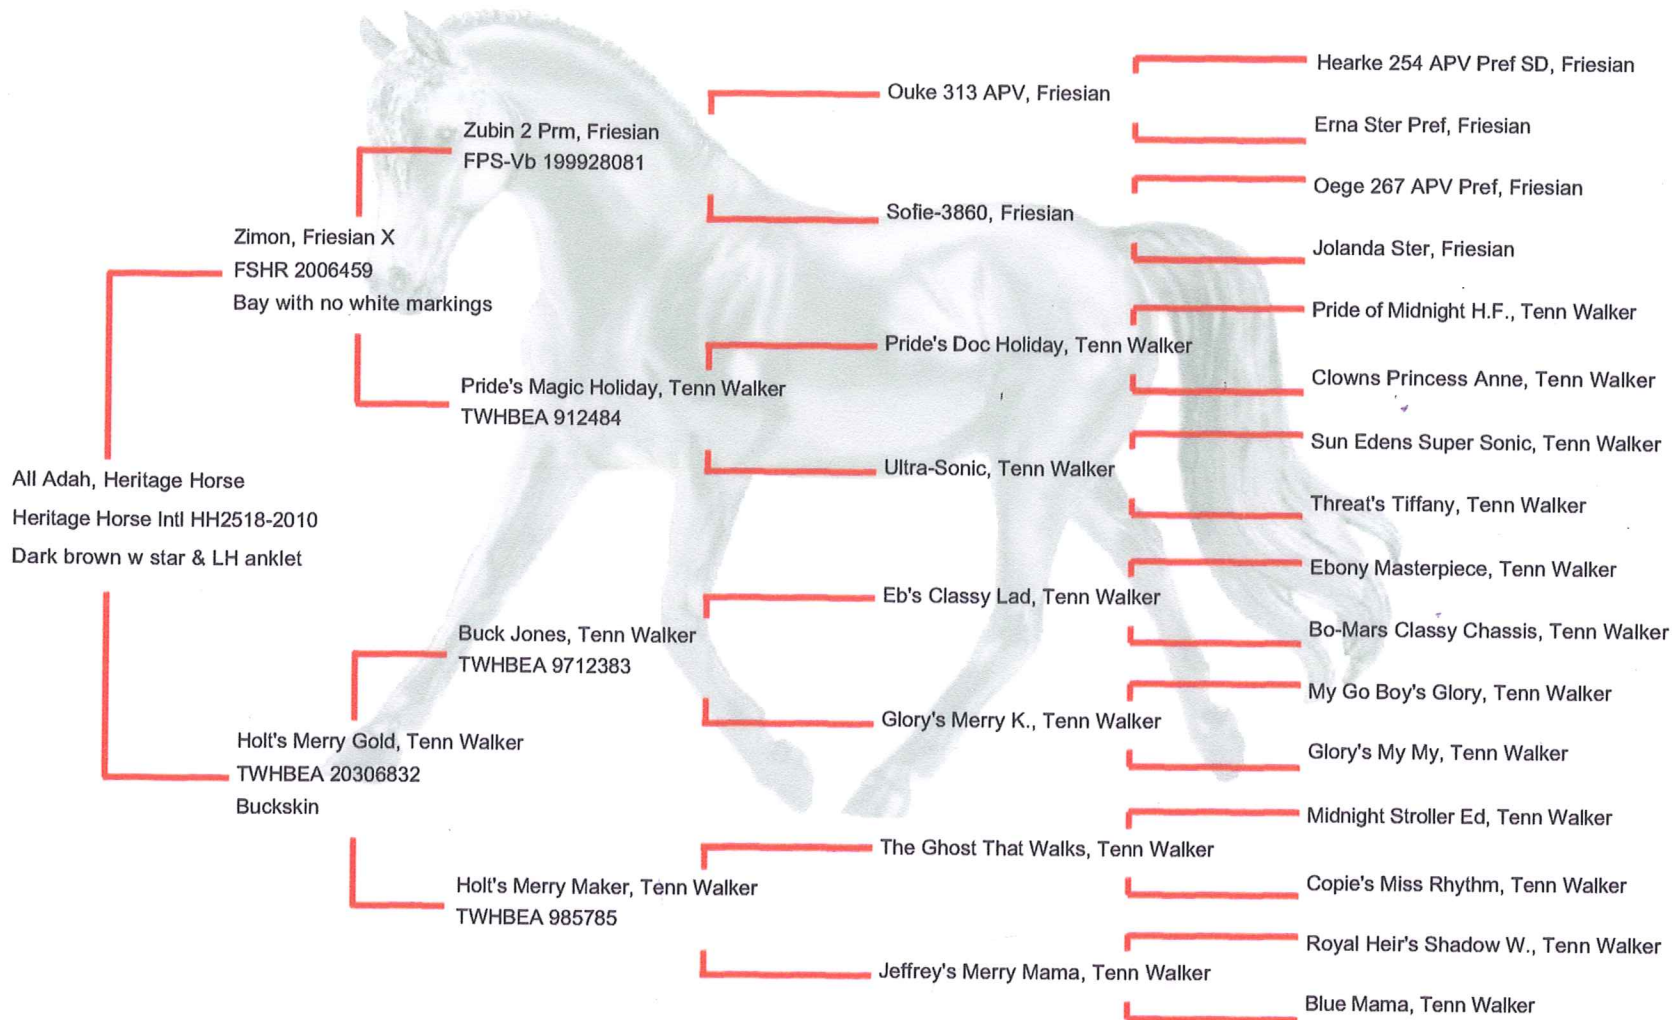 All Adah, Heritage Horse
Heritage Horse Intl HH2518-2010
Dark brown w star & LH anklet
Zimon, Friesian X
FSHR 2006459
Bay with no white markings
Holt's Merry Gold, Tenn Walker
TWHBEA 20306832
Buckskin
Zubin 2 Prm, Friesian
FPS-Vb 199928081
Pride's Magic Holiday, Tenn Walker
TWHBEA 912484
Buck Jones, Tenn Walker
TWHBEA 9712383
Holt's Merry Maker, Tenn Walker
TWHBEA 985785
Ouke 313 APV, Friesian
Sofie-3860, Friesian
Pride's Doc Holiday, Tenn Walker
Ultra-Sonic, Tenn Walker
Eb's Classy Lad, Tenn Walker
Glory's Merry K., Tenn Walker
The Ghost That Walks, Tenn Walker
Jeffrey's Merry Mama, Tenn Walker
Hearke 254 APV Pref SD, Friesian
Erna Ster Pref, Friesian
Oege 267 APV Pref, Friesian
Jolanda Ster, Friesian
Pride of Midnight H.F., Tenn Walker
Clowns Princess Anne, Tenn Walker
Sun Edens Super Sonic, Tenn Walker
Threat's Tiffany, Tenn Walker
Ebony Masterpiece, Tenn Walker
Bo-Mars Classy Chassis, Tenn Walker
My Go Boy's Glory, Tenn Walker
Glory's My My, Tenn Walker
Midnight Stroller Ed, Tenn Walker
Copie's Miss Rhythm, Tenn Walker
Royal Heir's Shadow W., Tenn Walker
Blue Mama, Tenn Walker